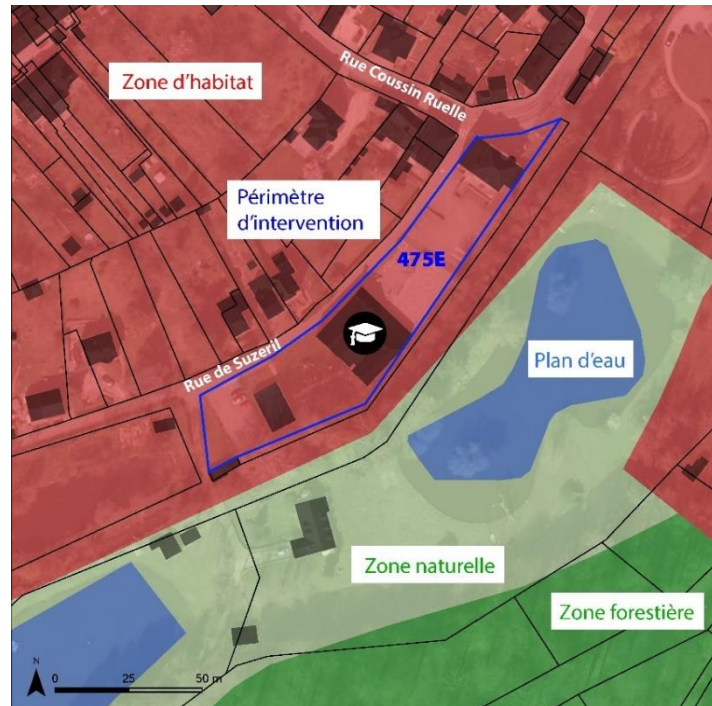 Rue Coussin Ruelle
Zone d'habitat
Périmètre
d'intervention
475E
Plan d'eau
Rue de Suzeril
Zone naturelle
Zone forestière
N
0 25 50 m